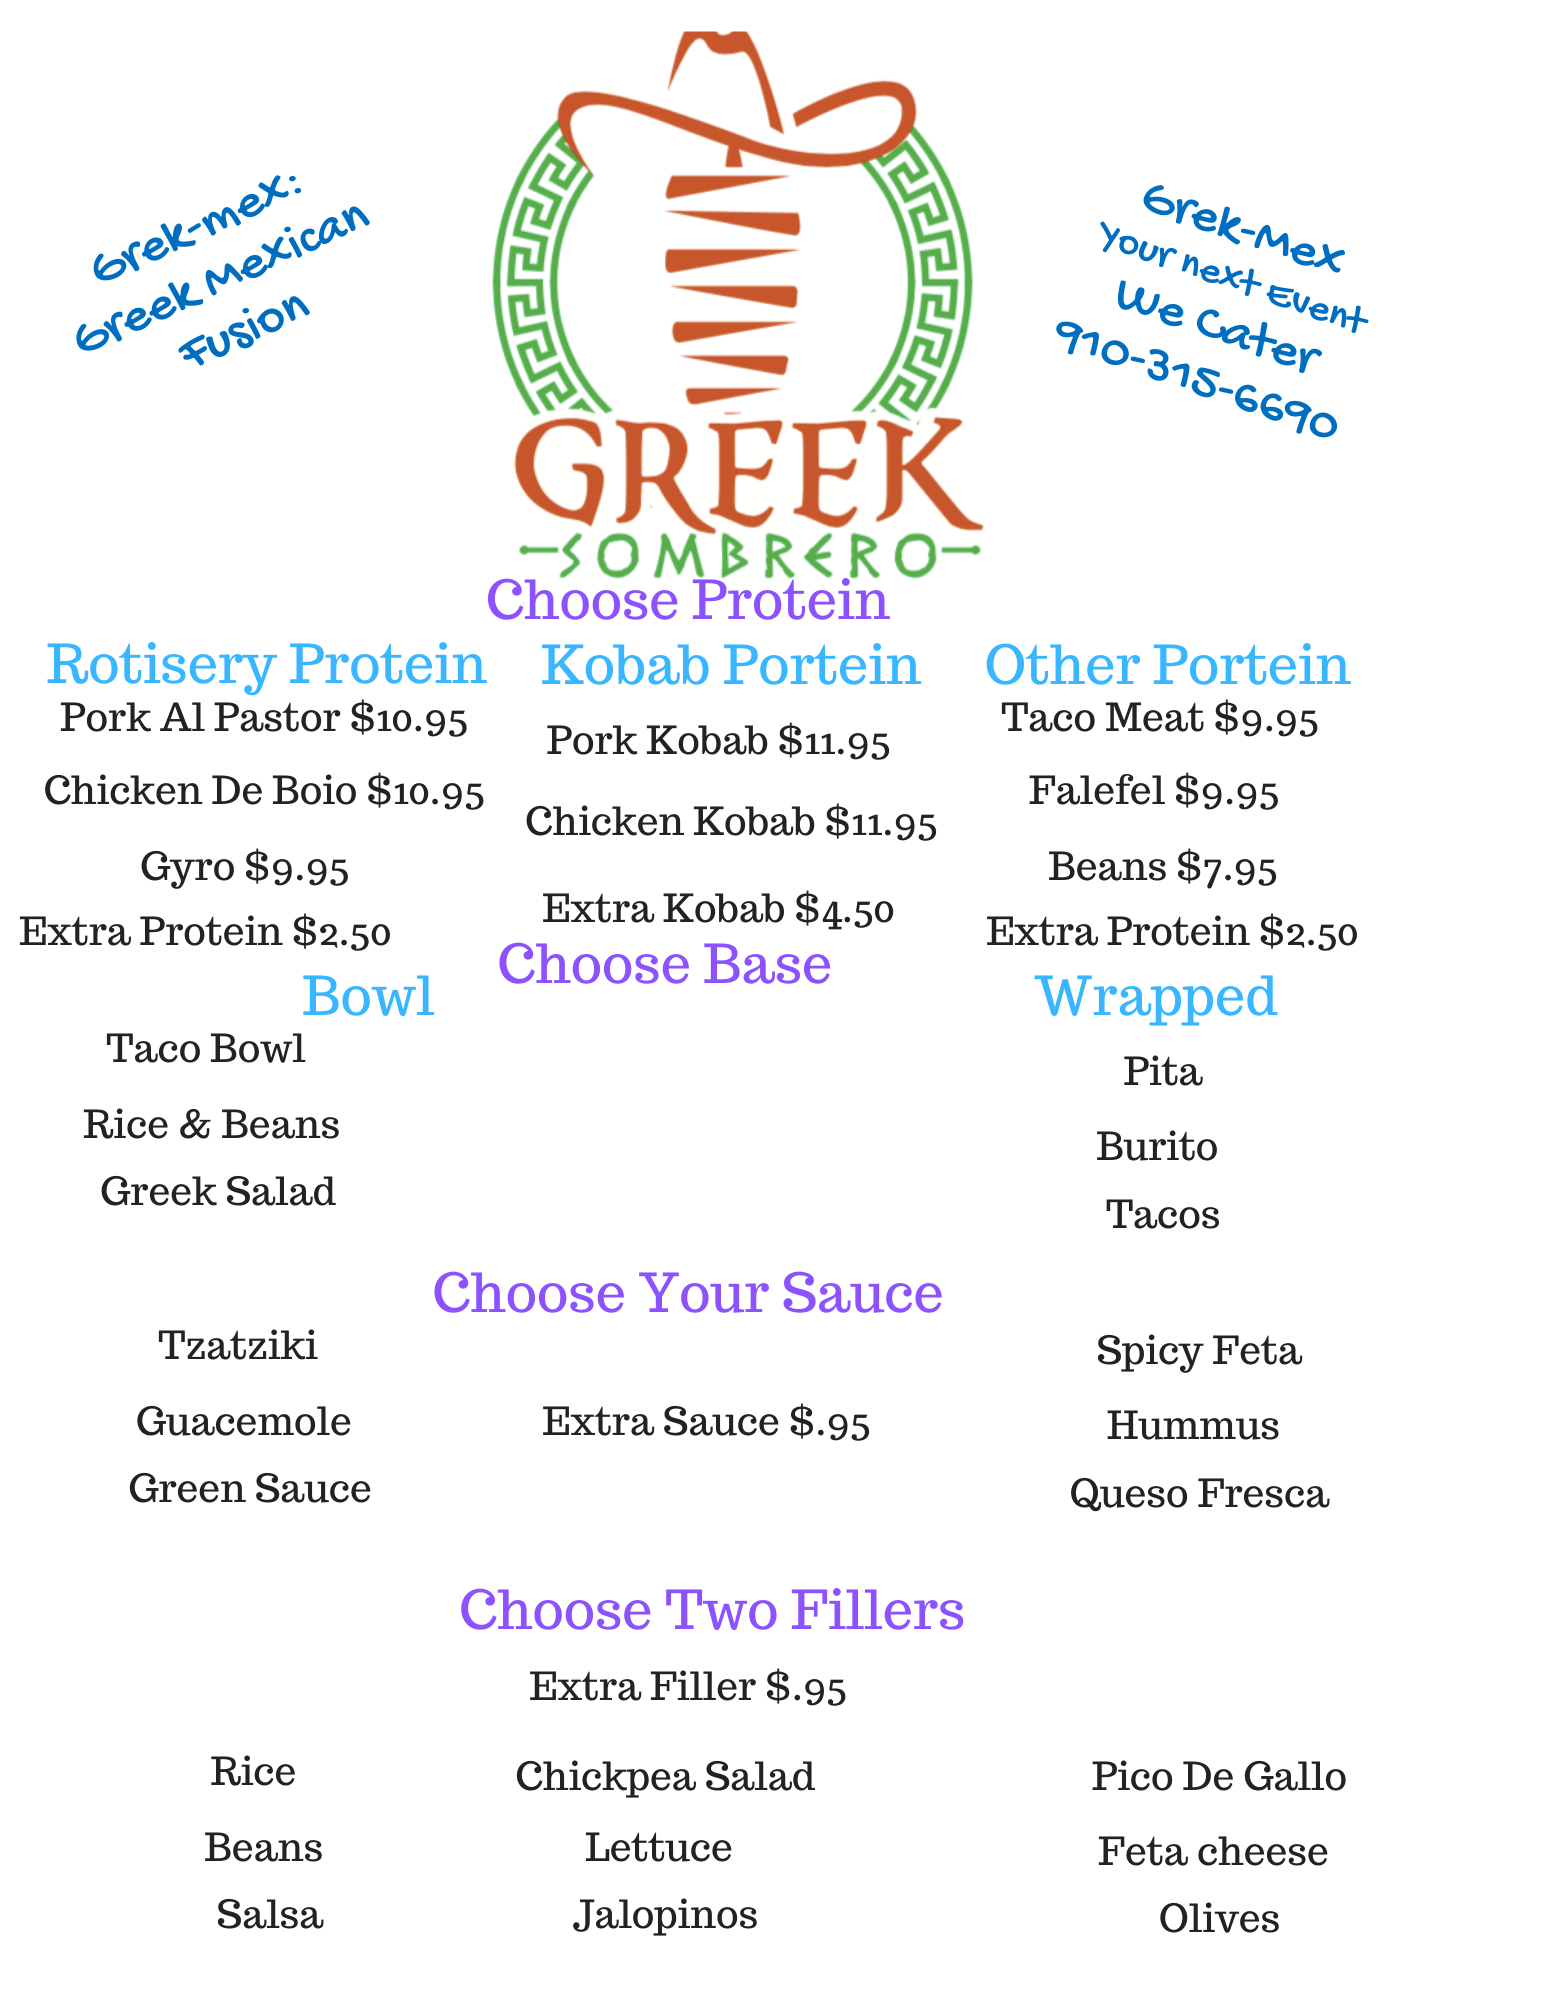 Grek-mex:
Greek Mexican
Fusion
Grek-Mex
Your next Event
We Cater
910-315-6690
GREEK
SOMBRERO
Choose Protein
Rotisery Protein
Pork Al Pastor $10.95
Chicken De Boio $10.95
Gyro $9.95
Extra Protein $2.50
Kobab Portein
Pork Kobab $11.95
Chicken Kobab $11.95
Extra Kobab $4.50
Other Portein
Taco Meat $9.95
Falefel $9.95
Beans $7.95
Extra Protein $2.50
Choose Base
Bowl
Taco Bowl
Rice & Beans
Greek Salad
Wrapped
Pita
Burito
Tacos
Choose Your Sauce
Tzatziki
Guacemole
Green Sauce
Extra Sauce $.95
Spicy Feta
Hummus
Queso Fresca
Choose Two Fillers
Extra Filler $.95
Rice
Beans
Salsa
Chickpea Salad
Lettuce
Jalopinos
Pico De Gallo
Feta cheese
Olives